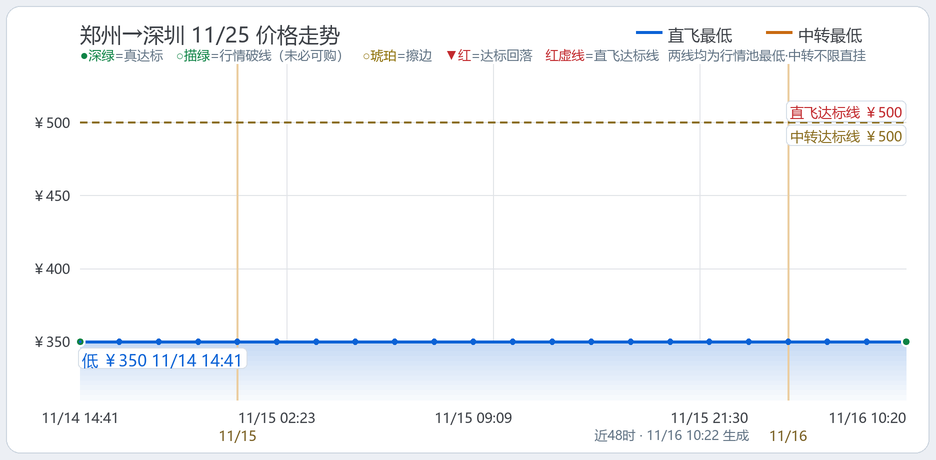 郑州→深圳 11/25 价格走势
直飞最低 中转最低
●深绿=真达标 ○描绿=行情破线（未必可购） ○琥珀=擦边 ▼红=达标回落 红虚线=直飞达标线 两线均为行情池最低·中转不限直挂
直飞达标线 ¥500
¥500
中转达标线 ¥500
¥450
¥400
¥350
低 ¥350 11/14 14:41
11/14 14:41 11/15 02:23 11/15 09:09 11/15 21:30 11/16 10:20
11/15 近48时 · 11/16 10:22 生成 11/16